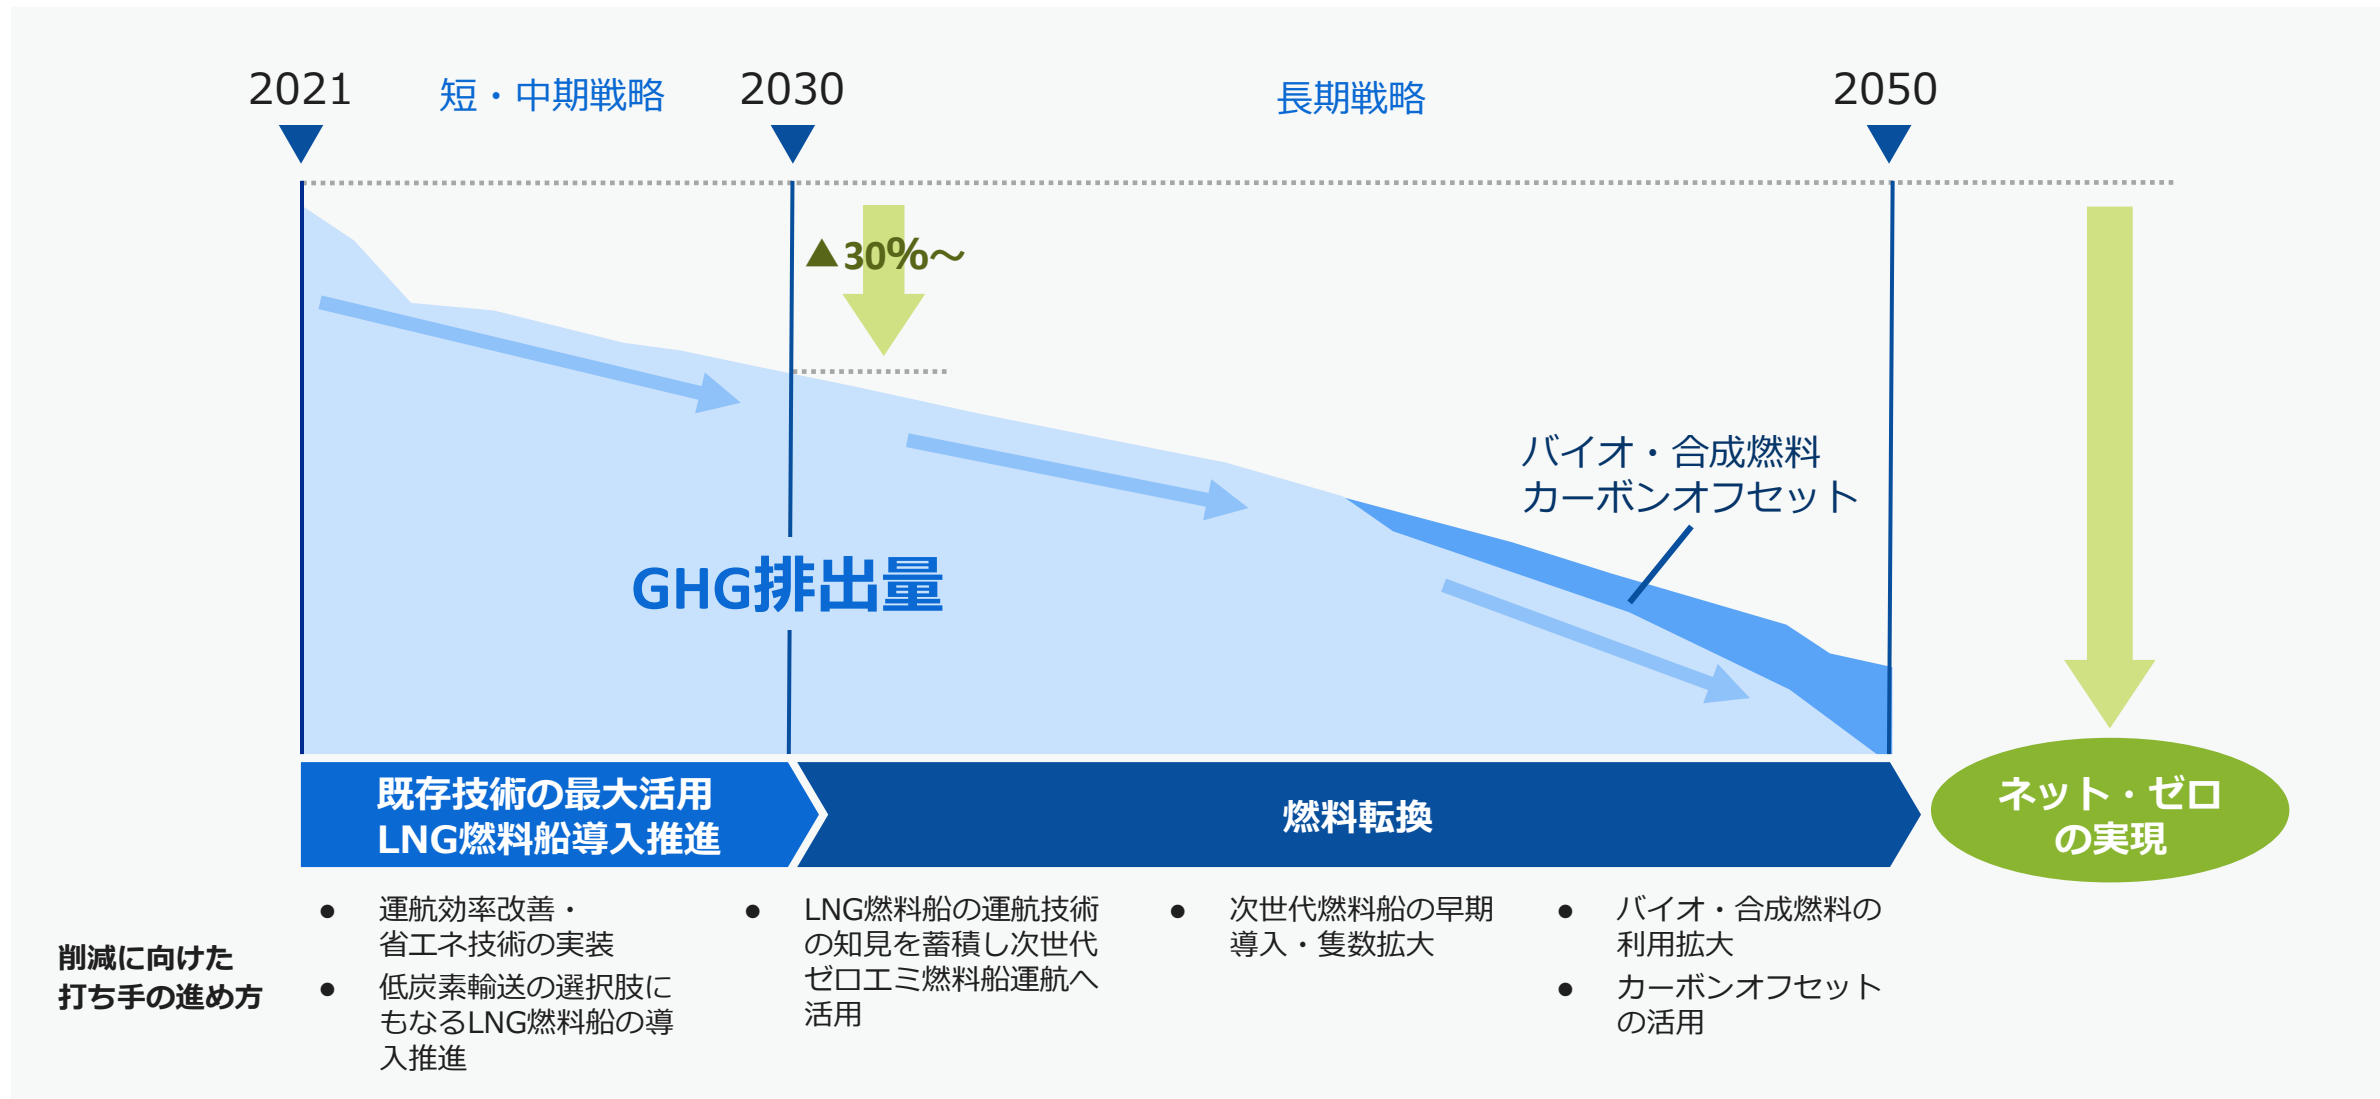 2021
短・中期戦略
2030
長期戦略
2050
▲30%～
バイオ・合成燃料
カーボンオフセット
GHG排出量
既存技術の最大活用
LNG燃料船導入推進
燃料転換
ネット・ゼロ
の実現
削減に向けた
打ち手の進め方
● 運航効率改善・
省エネ技術の実装
● 低炭素輸送の選択肢に
もなるLNG燃料船の導
入推進
● LNG燃料船の運航技術
の知見を蓄積し次世代
ゼロエミ燃料船運航へ
活用
● 次世代燃料船の早期
導入・隻数拡大
● バイオ・合成燃料の
利用拡大
● カーボンオフセット
の活用